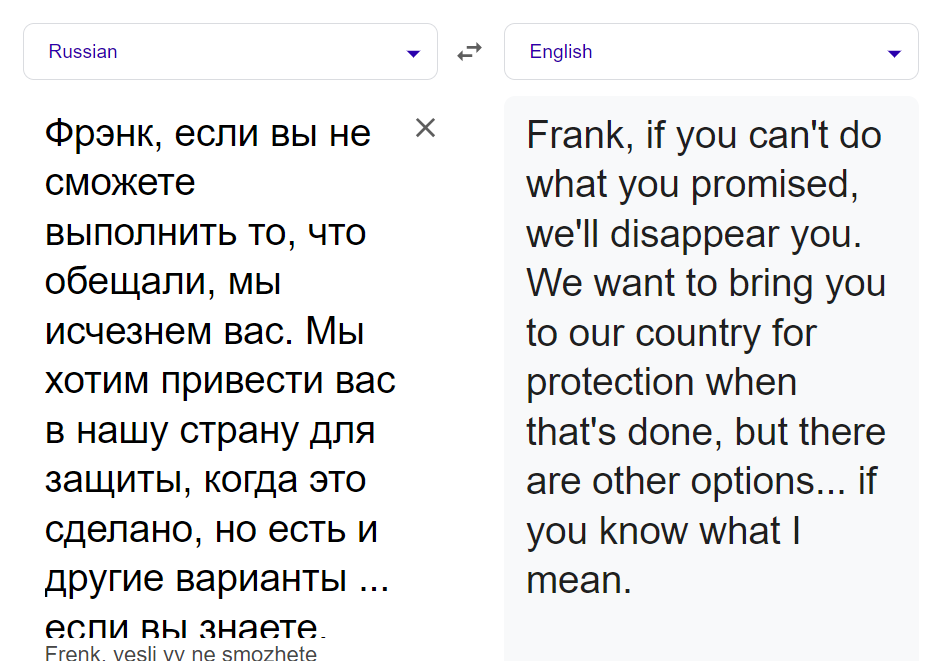 Russian
English
Фрэнк, если вы не
сможете
выполнить то, что
обещали, мы
исчезнем вас. Мы
хотим привести вас
в нашу страну для
защиты, когда это
сделано, но есть и
другие варианты ...
если вы знаете,
Frenk, yesli vy ne smozhete
Frank, if you can't do
what you promised,
we'll disappear you.
We want to bring you
to our country for
protection when
that's done, but there
are other options... if
you know what I
mean.